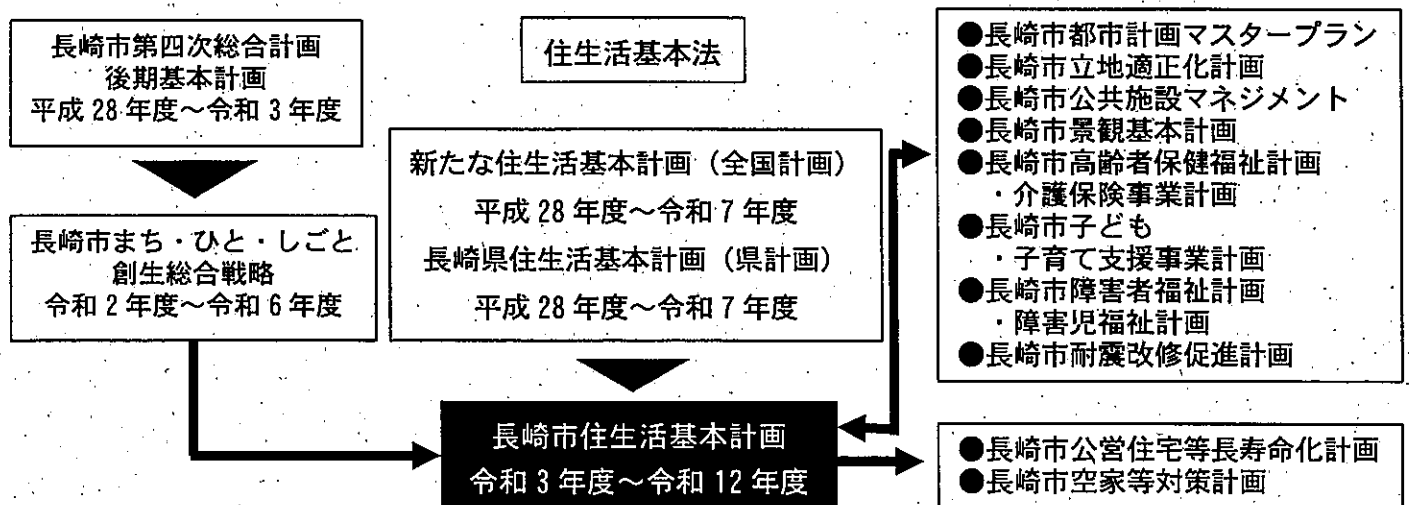 長崎市第四次総合計画
後期基本計画
平成 28 年度～令和 3 年度
長崎市まち・ひと・しごと
創生総合戦略
令和 2 年度～令和 6 年度
住生活基本法
新たな住生活基本計画（全国計画）
平成 28 年度～令和 7 年度
長崎県住生活基本計画（県計画）
平成 28 年度～令和 7 年度
長崎市住生活基本計画
令和 3 年度～令和 12 年度
●長崎市都市計画マスタープラン
●長崎市立地適正化計画
●長崎市公共施設マネジメント
●長崎市景観基本計画
●長崎市高齢者保健福祉計画
・介護保険事業計画
●長崎市子ども
・子育て支援事業計画
●長崎市障害者福祉計画
・障害児福祉計画
●長崎市耐震改修促進計画
●長崎市公営住宅等長寿命化計画
●長崎市空家等対策計画